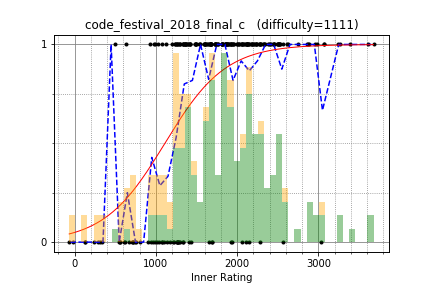 code_festival_2018_final_c (difficulty=1111)
1
0
0 1000 2000 3000
Inner Rating